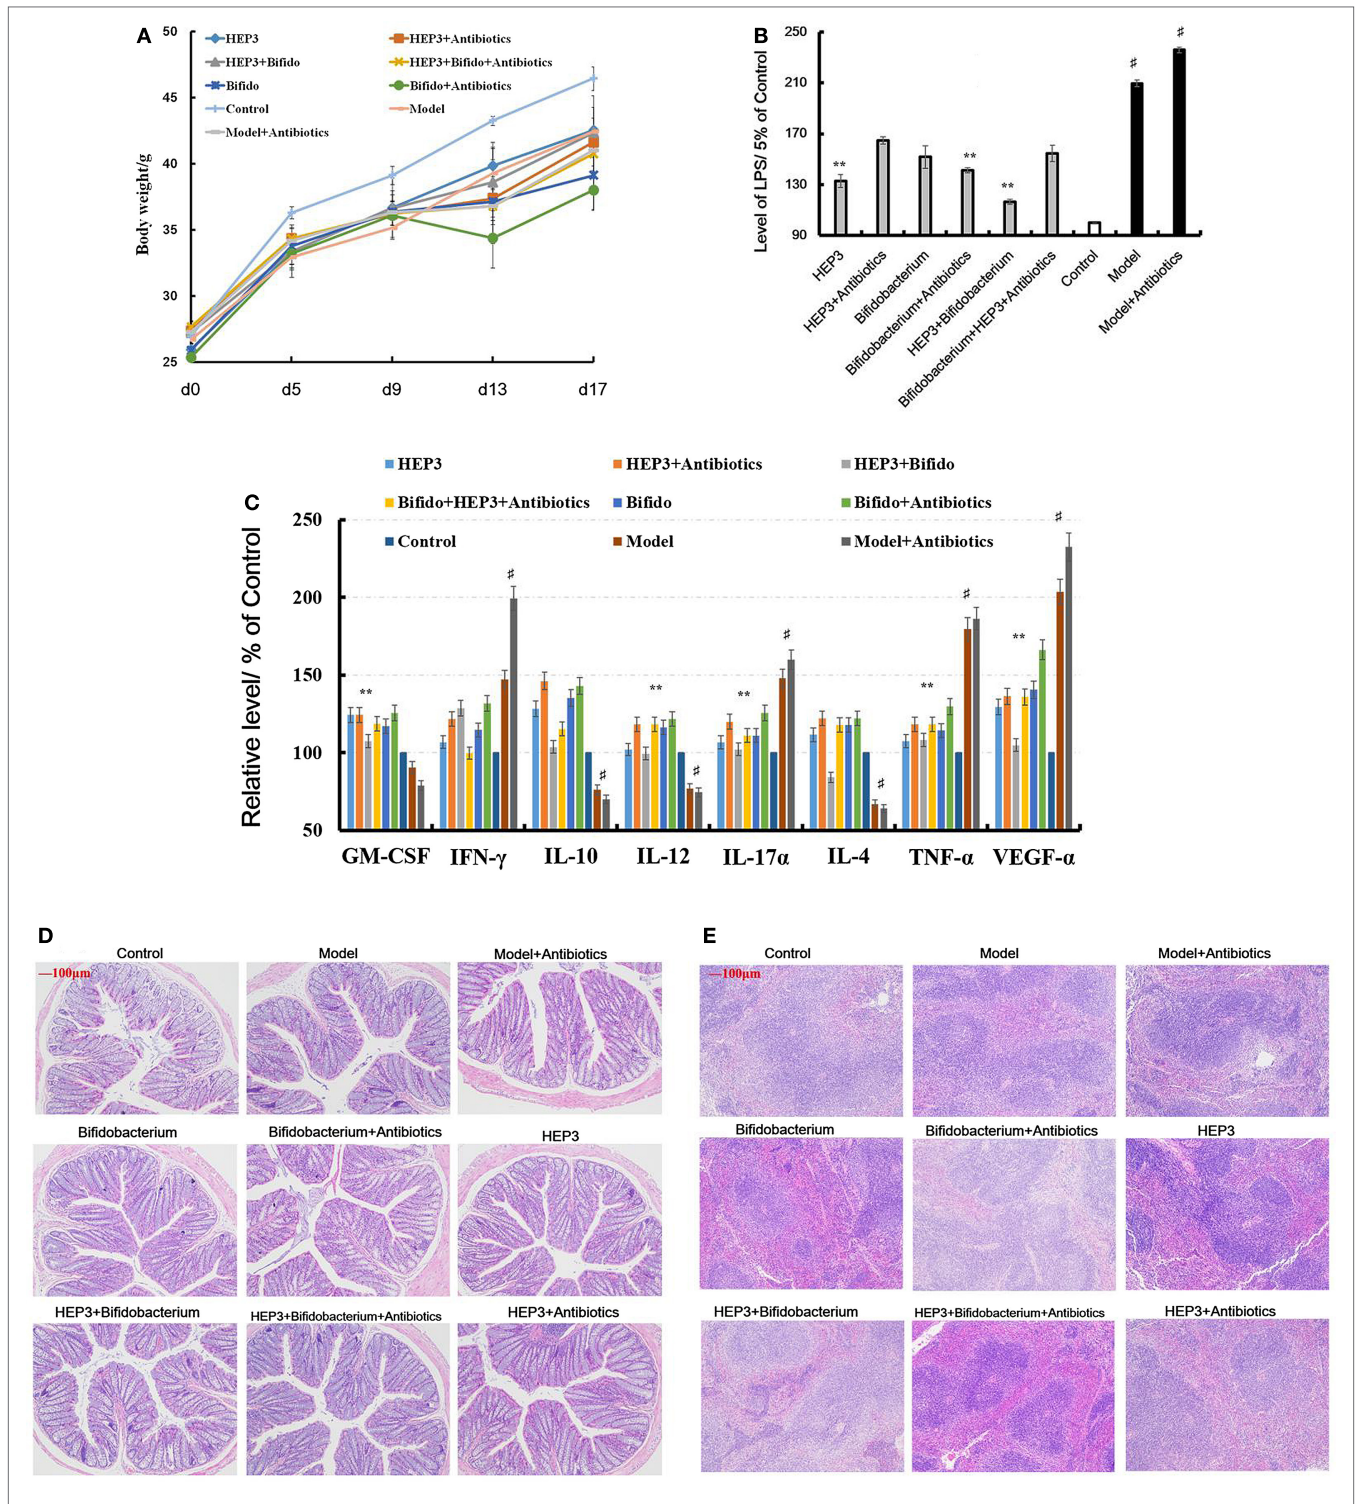 A
50
45
40
35
30
25
Body weight/g
HEP3
HEP3+Antibiotics
HEP3+Bifido
HEP3+Bifido+Antibiotics
Bifido
Bifido+Antibiotics
Control
Model
Model+Antibiotics
d0 d5 d9 d13 d17
B
250
210
170
130
90
Level of LPS/ 5% of Control
** ** ** ♯ ♯
HEP3
HEP3+Antibiotics
Bifidobacterium
Bifidobacterium+Antibiotics
HEP3+Bifidobacterium
Bifidobacterium+HEP3+Antibiotics
Control
Model
Model+Antibiotics
C
HEP3 HEP3+Antibiotics HEP3+Bifido
Bifido+HEP3+Antibiotics Bifido Bifido+Antibiotics
Control Model Model+Antibiotics
250
200
150
100
50
Relative level/ % of Control
** ♯ ♯ ** ♯ ** ♯ ♯ ** ♯ ** ♯
GM-CSF IFN-γ IL-10 IL-12 IL-17α IL-4 TNF-α VEGF-α
D
Control Model Model+Antibiotics
100μm
Bifidobacterium Bifidobacterium+Antibiotics HEP3
HEP3+Bifidobacterium HEP3+Bifidobacterium+Antibiotics HEP3+Antibiotics
E
Control Model Model+Antibiotics
100μm
Bifidobacterium Bifidobacterium+Antibiotics HEP3
HEP3+Bifidobacterium HEP3+Bifidobacterium+Antibiotics HEP3+Antibiotics